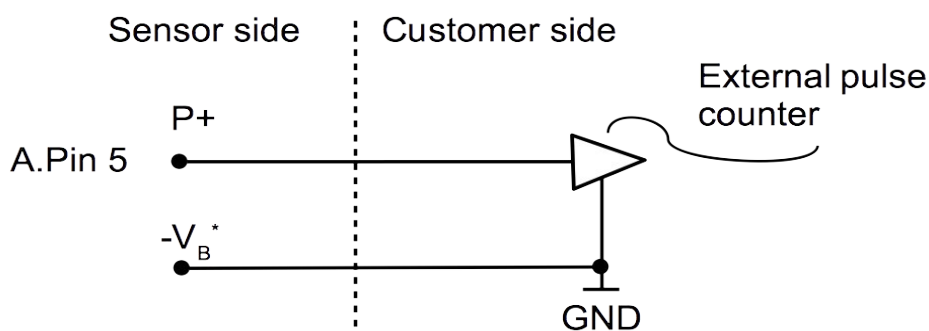 Sensor side
Customer side
External pulse
counter
P+
A.Pin 5
-V_B*
GND